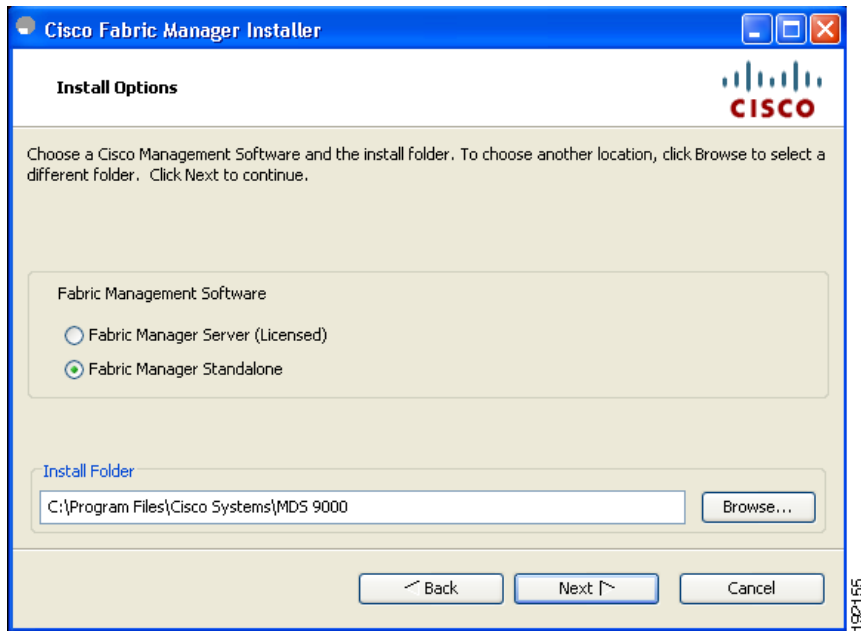 Cisco Fabric Manager Installer
Install Options
CISCO
Choose a Cisco Management Software and the install folder. To choose another location, click Browse to select a
different folder. Click Next to continue.
Fabric Management Software
Fabric Manager Server (Licensed)
Fabric Manager Standalone
Install Folder
C:\Program Files\Cisco Systems\MDS 9000
Browse...
Back
Next
Cancel
192155